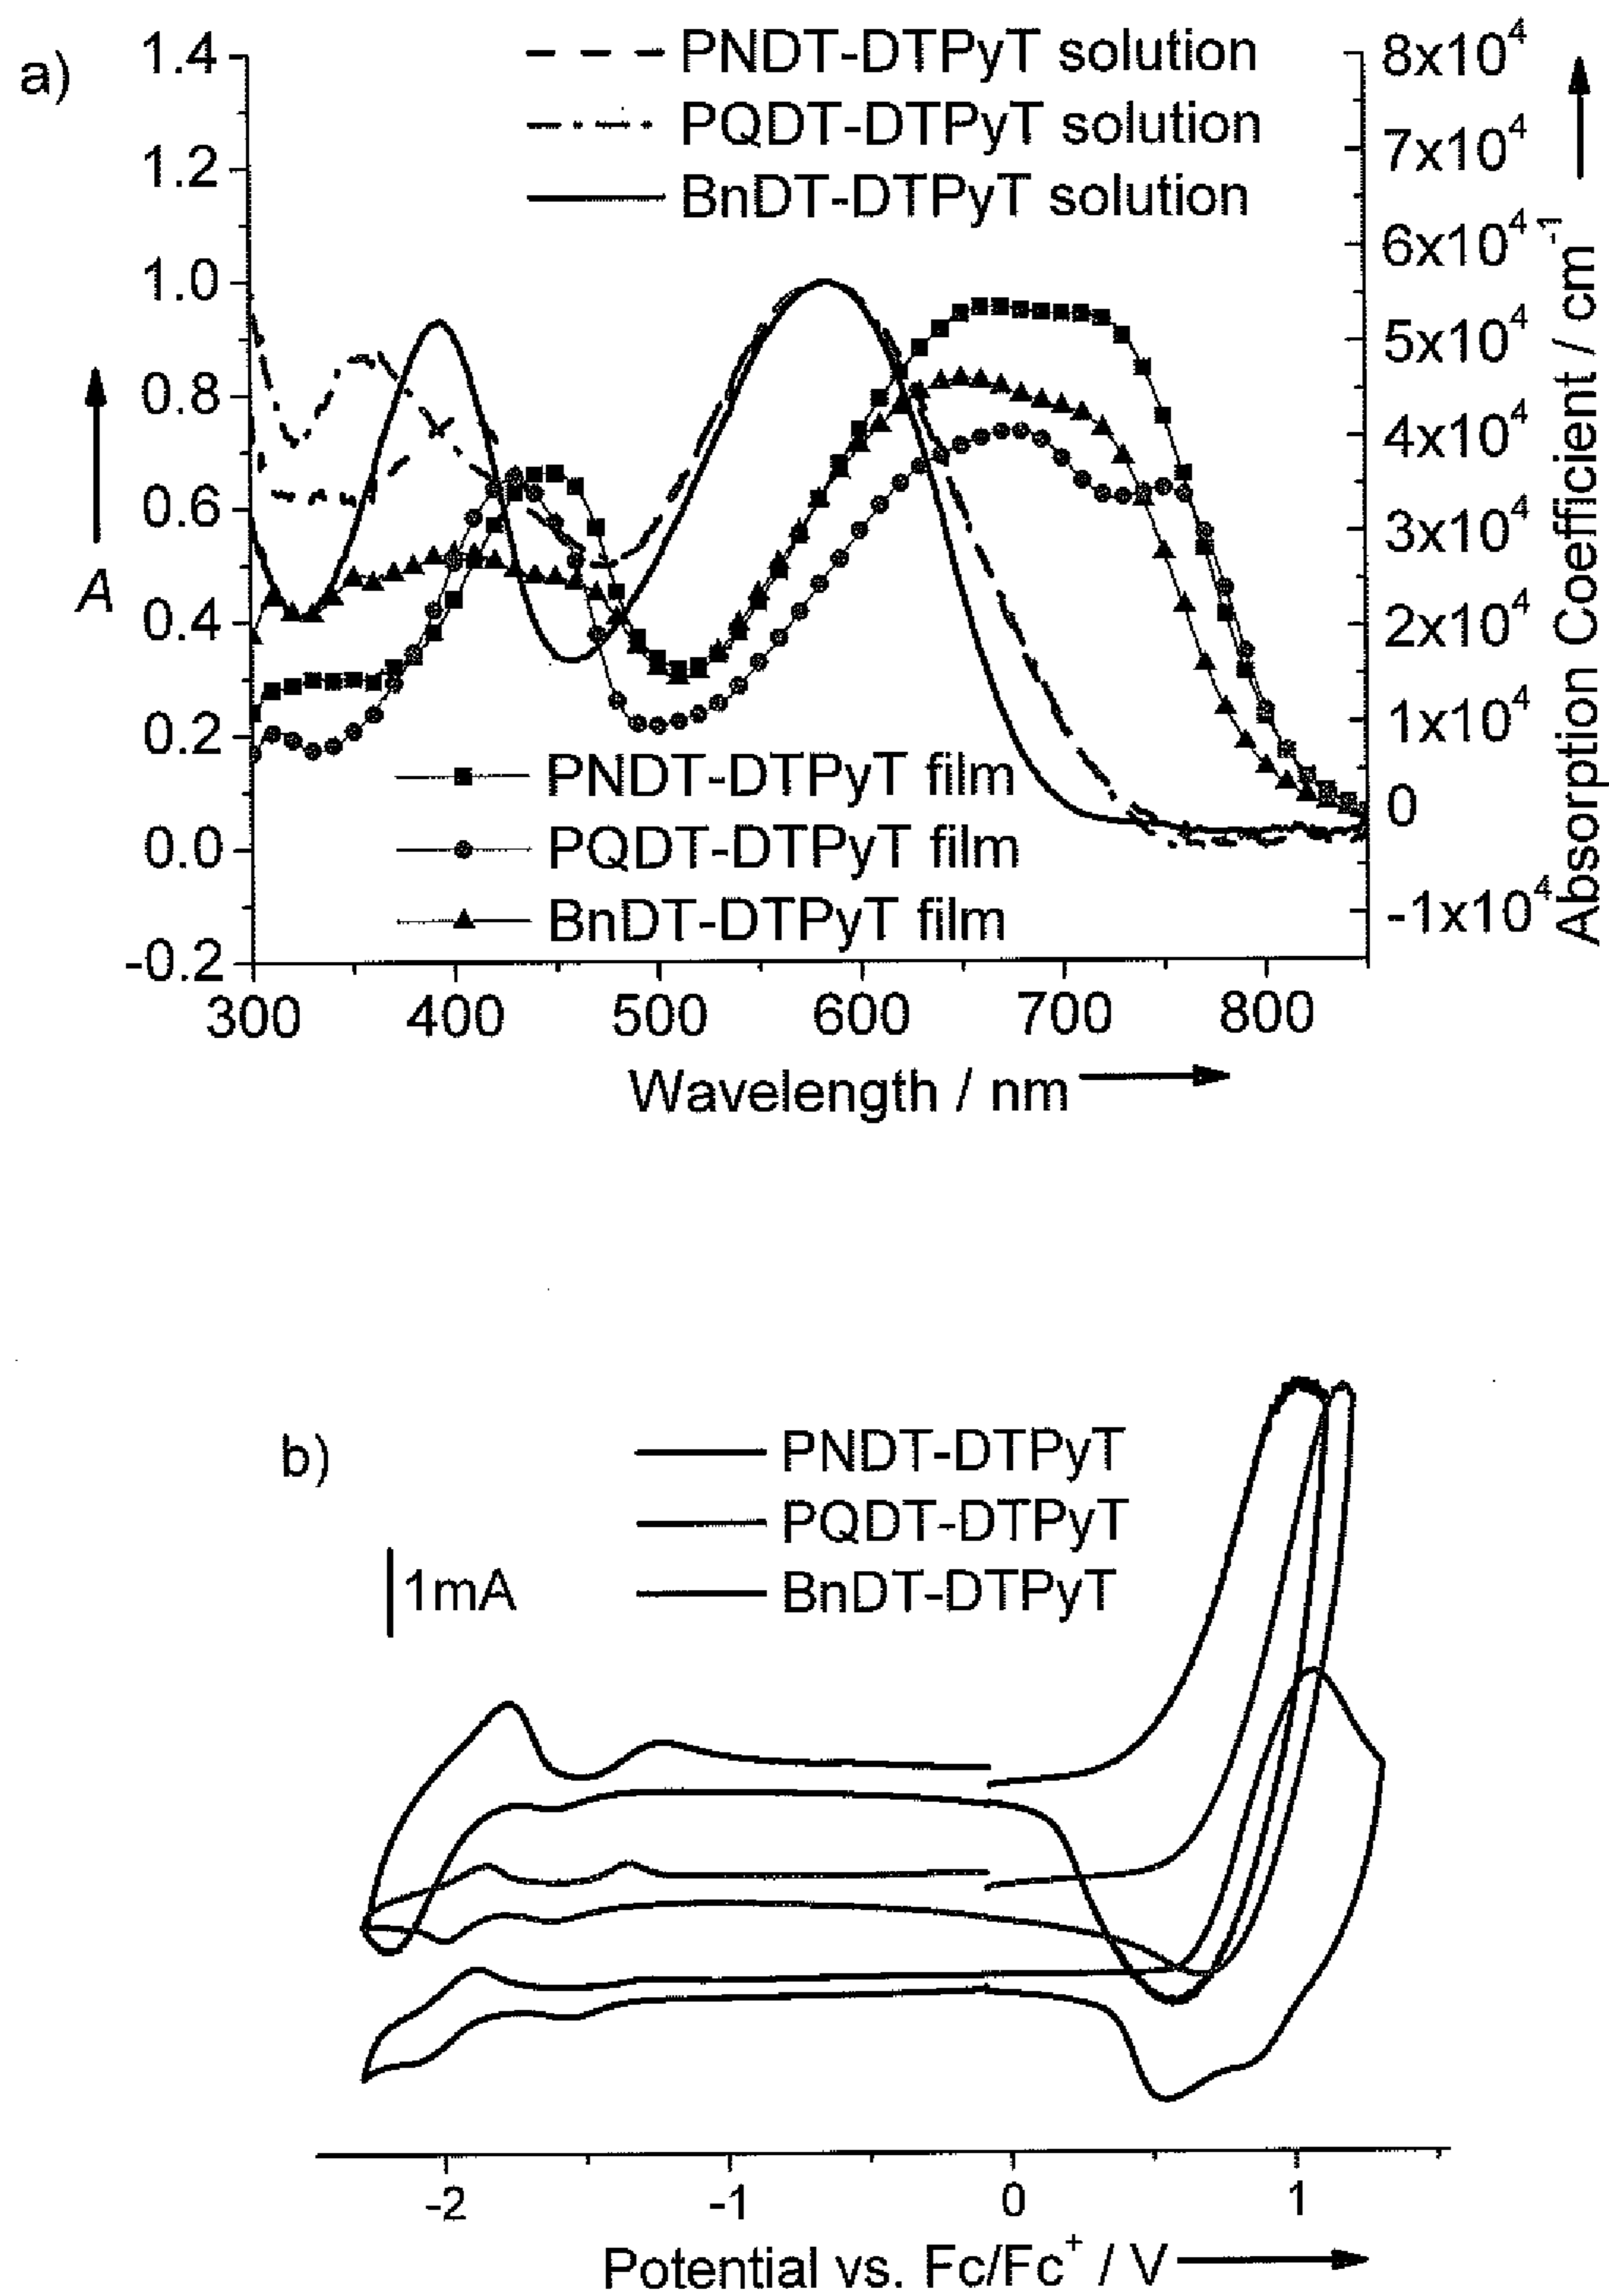 a)
PNDT-DTPyT solution
PQDT-DTPyT solution
BnDT-DTPyT solution
1.4
1.2
1.0
0.8
0.6
0.4
0.2
0.0
-0.2
A
8x10⁴
7x10⁴
6x10⁴
5x10⁴
4x10⁴
3x10⁴
2x10⁴
1x10⁴
0
-1x10⁴
Absorption Coefficient / cm⁻¹
PNDT-DTPyT film
PQDT-DTPyT film
BnDT-DTPyT film
300 400 500 600 700 800
Wavelength / nm
b)
PNDT-DTPyT
PQDT-DTPyT
BnDT-DTPyT
1mA
-2 -1 0 1
Potential vs. Fc/Fc⁺ / V